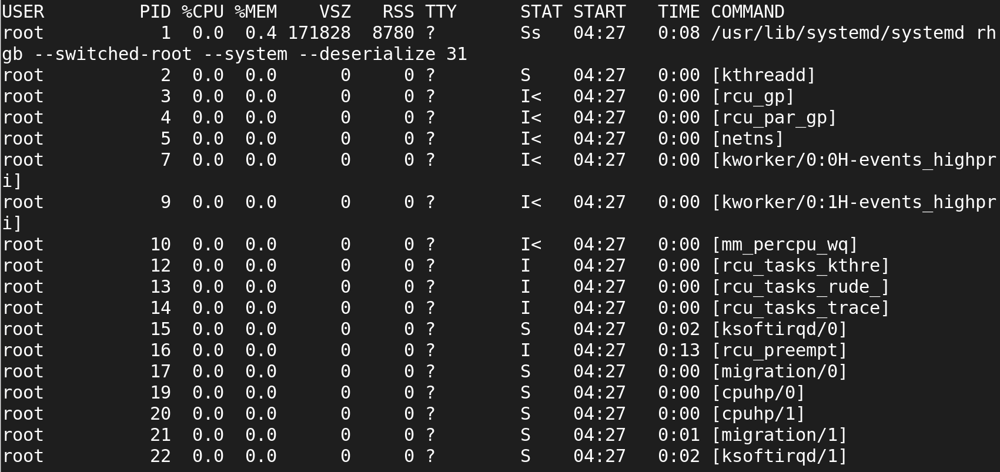 USER         PID %CPU %MEM    VSZ   RSS TTY      STAT START   TIME COMMAND
root           1  0.0  0.4 171828  8780 ?        Ss   04:27   0:08 /usr/lib/systemd/systemd rh
gb --switched-root --system --deserialize 31
root           2  0.0  0.0      0     0 ?        S    04:27   0:00 [kthreadd]
root           3  0.0  0.0      0     0 ?        I<   04:27   0:00 [rcu_gp]
root           4  0.0  0.0      0     0 ?        I<   04:27   0:00 [rcu_par_gp]
root           5  0.0  0.0      0     0 ?        I<   04:27   0:00 [netns]
root           7  0.0  0.0      0     0 ?        I<   04:27   0:00 [kworker/0:0H-events_highpr
i]
root           9  0.0  0.0      0     0 ?        I<   04:27   0:00 [kworker/0:1H-events_highpr
i]
root          10  0.0  0.0      0     0 ?        I<   04:27   0:00 [mm_percpu_wq]
root          12  0.0  0.0      0     0 ?        I    04:27   0:00 [rcu_tasks_kthre]
root          13  0.0  0.0      0     0 ?        I    04:27   0:00 [rcu_tasks_rude_]
root          14  0.0  0.0      0     0 ?        I    04:27   0:00 [rcu_tasks_trace]
root          15  0.0  0.0      0     0 ?        S    04:27   0:02 [ksoftirqd/0]
root          16  0.0  0.0      0     0 ?        I    04:27   0:13 [rcu_preempt]
root          17  0.0  0.0      0     0 ?        S    04:27   0:00 [migration/0]
root          19  0.0  0.0      0     0 ?        S    04:27   0:00 [cpuhp/0]
root          20  0.0  0.0      0     0 ?        S    04:27   0:00 [cpuhp/1]
root          21  0.0  0.0      0     0 ?        S    04:27   0:01 [migration/1]
root          22  0.0  0.0      0     0 ?        S    04:27   0:02 [ksoftirqd/1]